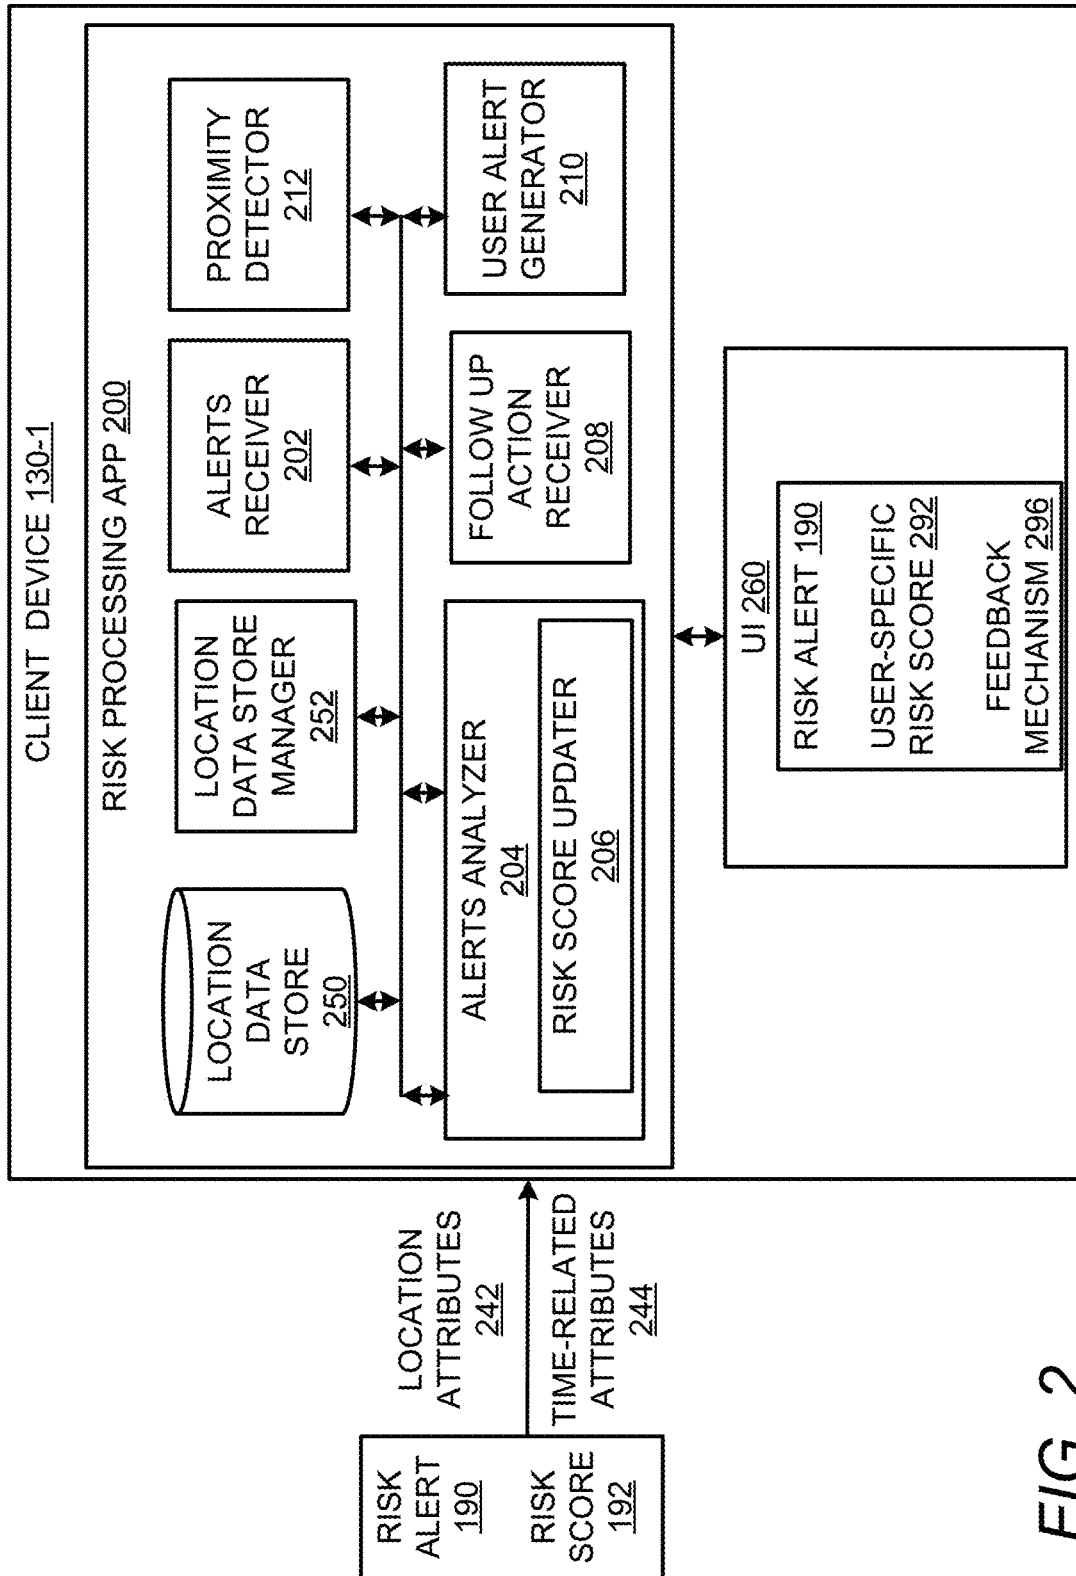 CLIENT DEVICE 130-1
RISK PROCESSING APP 200
LOCATION
DATA
STORE
250
LOCATION
DATA STORE
MANAGER
252
ALERTS
RECEIVER
202
PROXIMITY
DETECTOR
212
ALERTS ANALYZER
204
RISK SCORE UPDATER
206
FOLLOW UP
ACTION
RECEIVER
208
USER ALERT
GENERATOR
210
RISK
ALERT
190
RISK
SCORE
192
LOCATION
ATTRIBUTES
242
TIME-RELATED
ATTRIBUTES
244
UI 260
RISK ALERT 190
USER-SPECIFIC
RISK SCORE 292
FEEDBACK
MECHANISM 296
FIG. 2